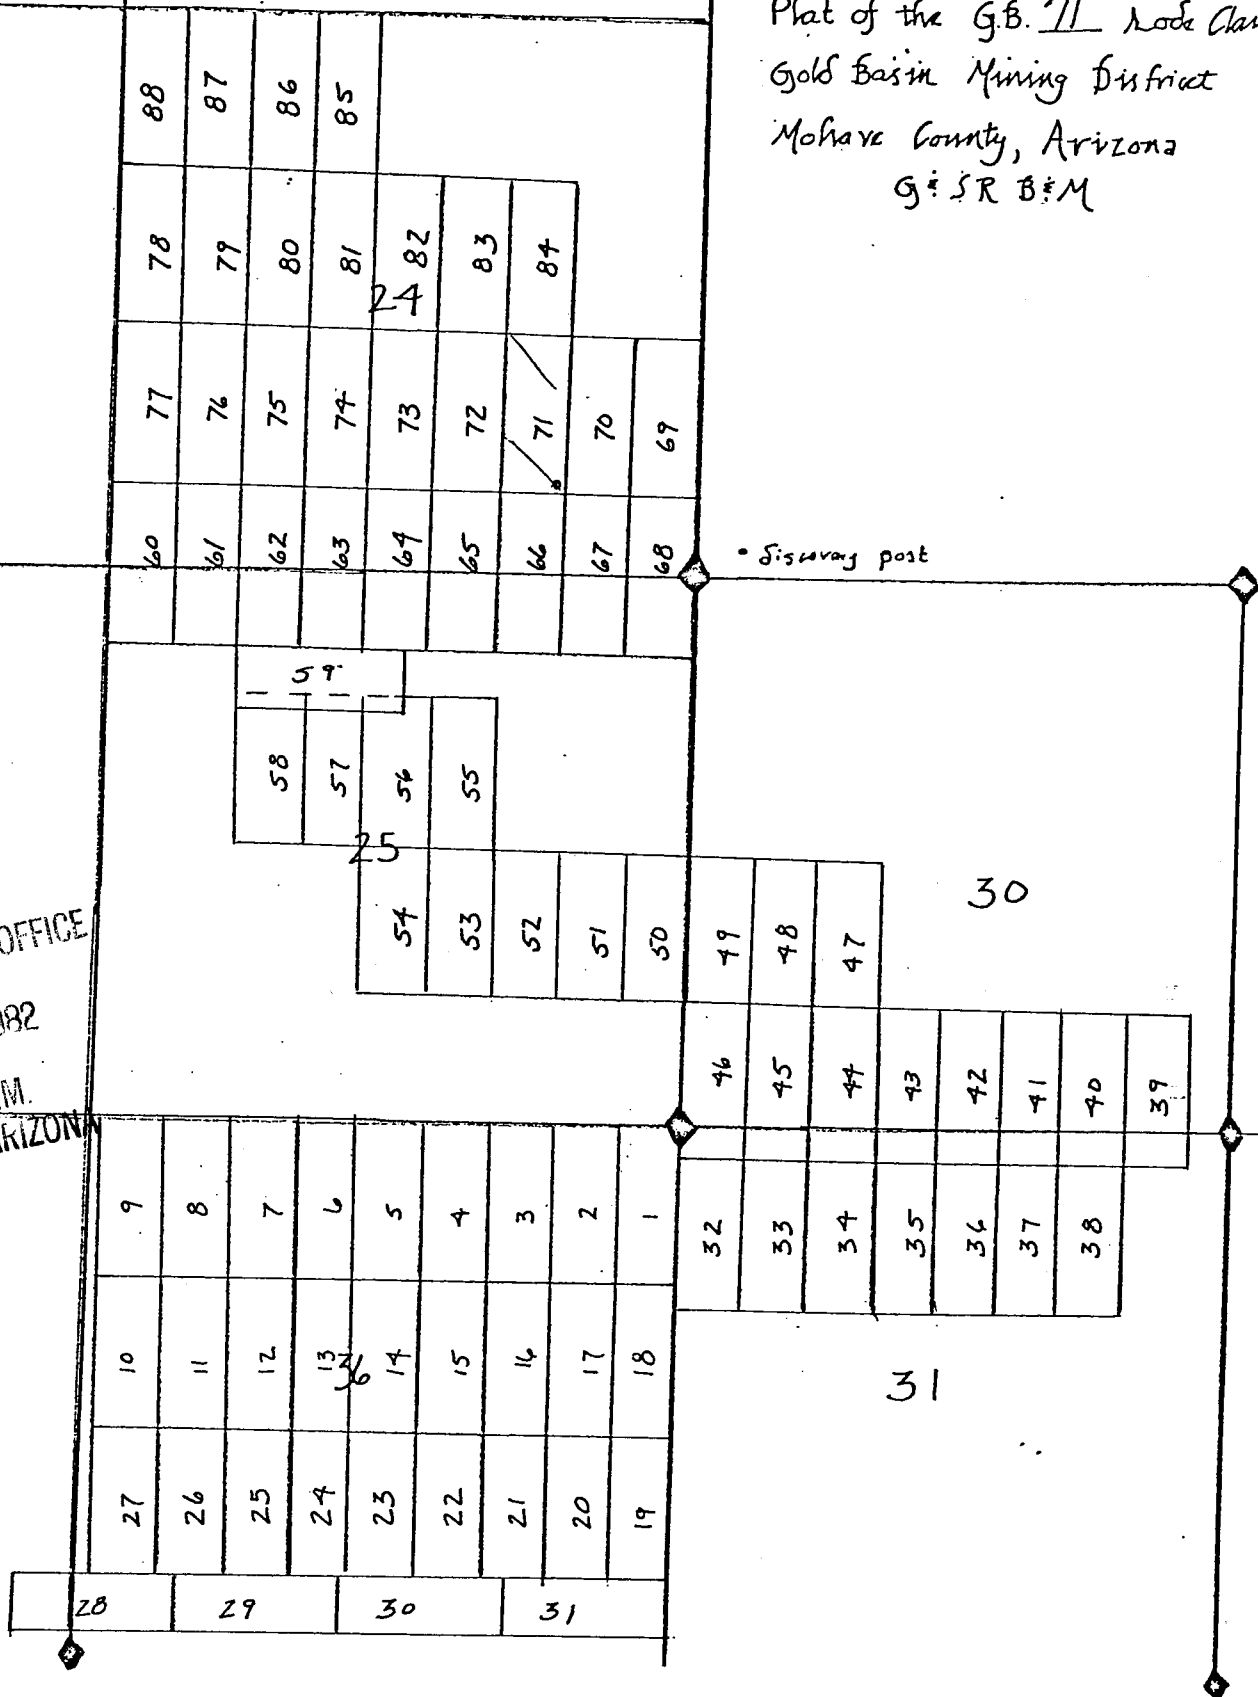 Plat of the G.B. 71 Lode Clai
Gold Basin Mining District
Mohave County, Arizona
G & S R B & M
88 87 86 85
78 79 80 81 82 83 84
24
77 76 75 74 73 72 71 70 69
60 61 62 63 64 65 66 67 68
• discovery post
59
58 57 56 55
25
54 53 52 51 50 49 48 47
30
OFFICE
982
M.
ARIZONA
46 45 44 43 42 41 40 39
9 8 7 6 5 4 3 2 1
32 33 34 35 36 37 38
10 11 12 13 14 15 16 17 18
36
31
27 26 25 24 23 22 21 20 19
28 29 30 31